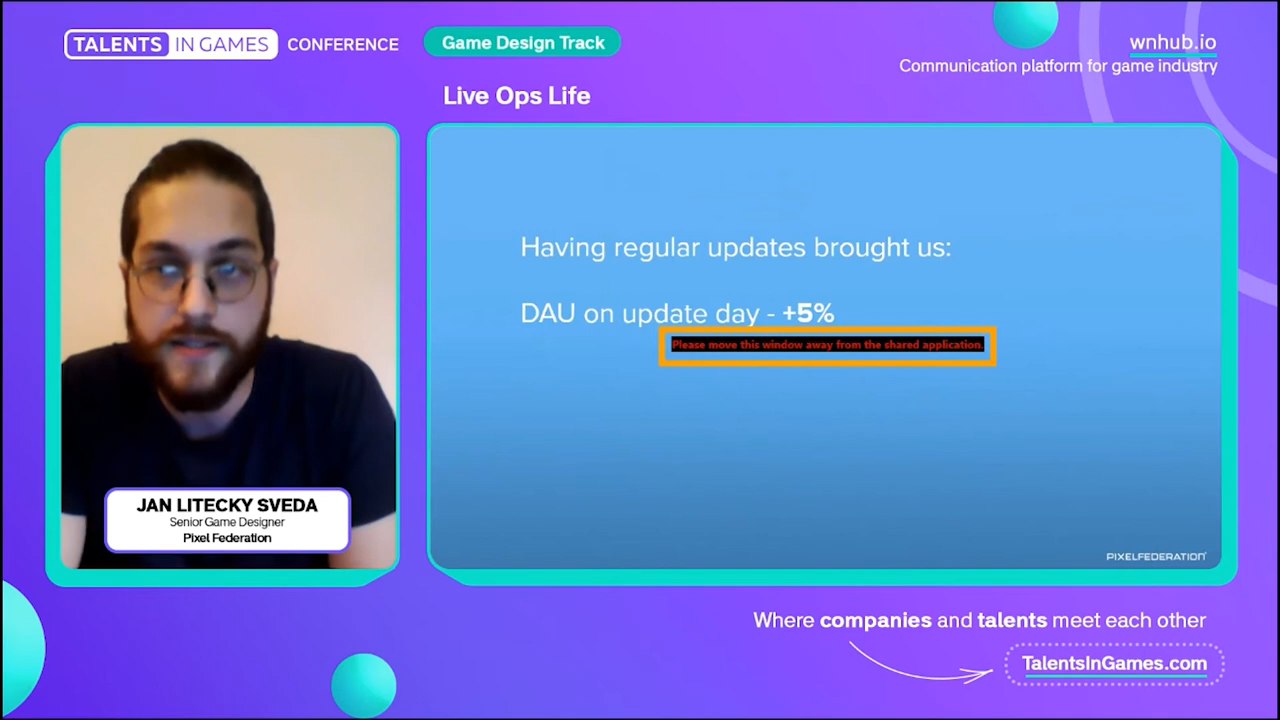 TALENTS IN GAMES CONFERENCE
Game Design Track
wnhub.io
Communication platform for game industry
Live Ops Life
Having regular updates brought us:
DAU on update day - +5%
Please move this window away from the shared application.
JAN LITECKY SVEDA
Senior Game Designer
Pixel Federation
PIXELFEDERATION
Where companies and talents meet each other
TalentsInGames.com